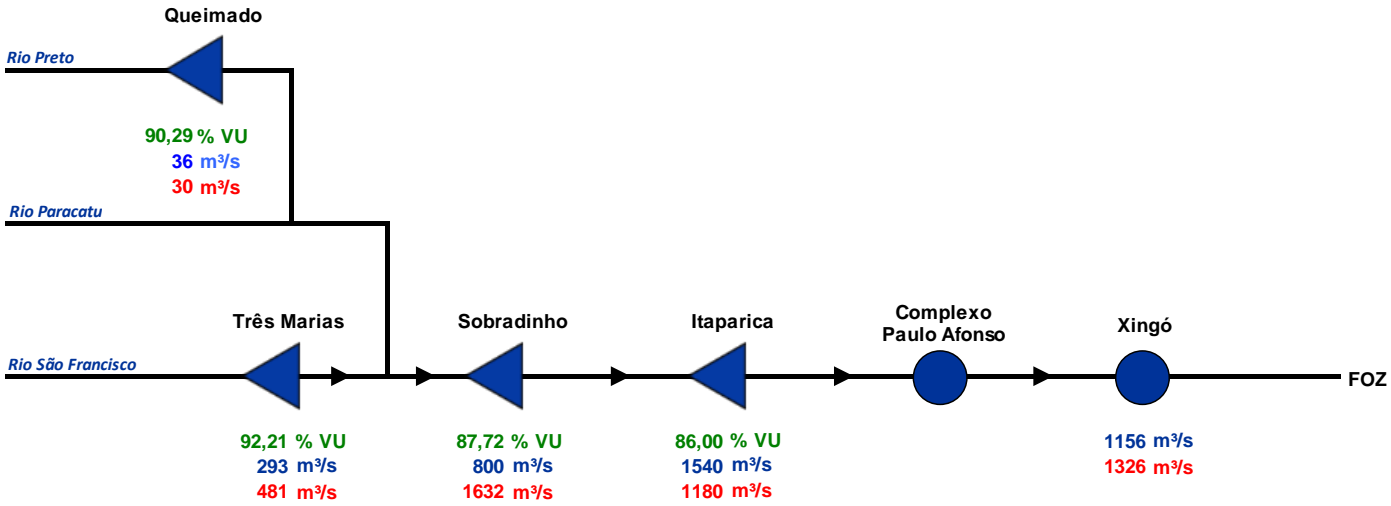 Queimado
Rio Preto
90,29 % VU
36 m³/s
30 m³/s
Rio Paracatu
Três Marias
Sobradinho
Itaparica
Complexo
Paulo Afonso
Xingó
Rio São Francisco
FOZ
92,21 % VU
293 m³/s
481 m³/s
87,72 % VU
800 m³/s
1632 m³/s
86,00 % VU
1540 m³/s
1180 m³/s
1156 m³/s
1326 m³/s